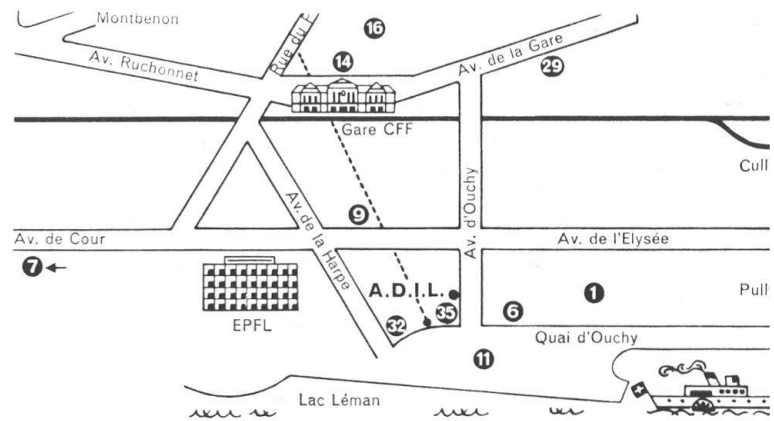 Montbenon
Rue du
16
Av. de la Gare
Av. Ruchonnet
14
29
Gare CFF
Cull
Av. d'Ouchy
9
Av. de la Harpe
Av. de Cour
Av. de l'Elysée
7
A.D.I.L.
1
Pull
35
6
32
EPFL
Quai d'Ouchy
11
Lac Léman